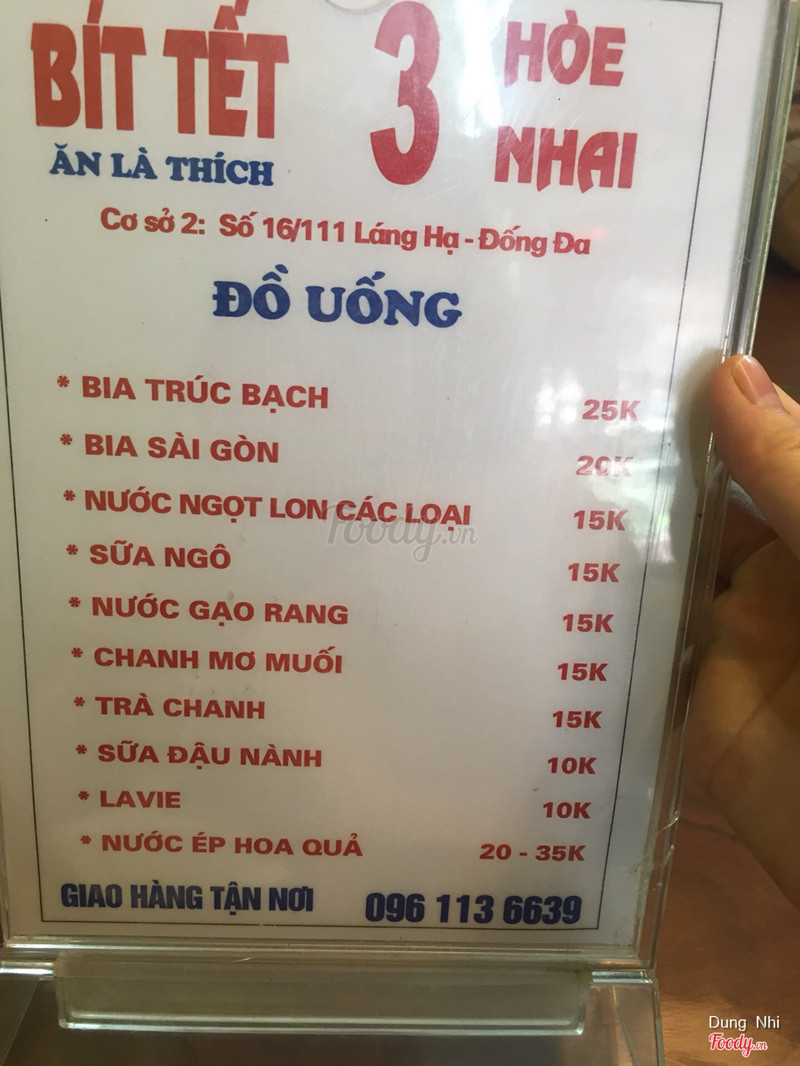 BÍT TẾT 3 HÒE NHAI
ĂN LÀ THÍCH
Cơ sở 2: Số 16/111 Láng Hạ - Đống Đa
ĐỒ UỐNG
* BIA TRÚC BẠCH 25K
* BIA SÀI GÒN 20K
* NƯỚC NGỌT LON CÁC LOẠI 15K
* SỮA NGÔ 15K
* NƯỚC GẠO RANG 15K
* CHANH MƠ MUỐI 15K
* TRÀ CHANH 15K
* SỮA ĐẬU NÀNH 10K
* LAVIE 10K
* NƯỚC ÉP HOA QUẢ 20 - 35K
GIAO HÀNG TẬN NƠI 096 113 6639
Foody.vn
Dung Nhi
Foody.vn